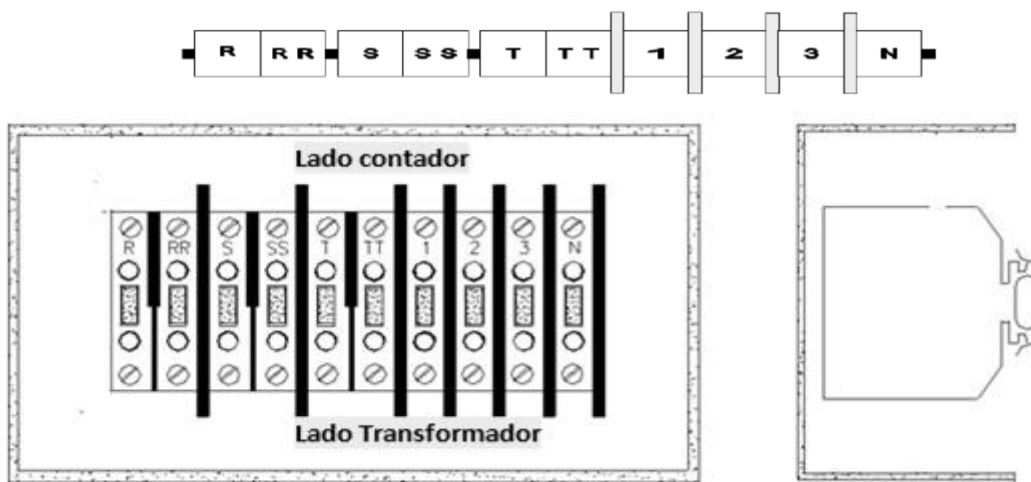 R RR S SS T TT 1 2 3 N
Lado contador
R RR S SS T TT 1 2 3 N
Lado Transformador